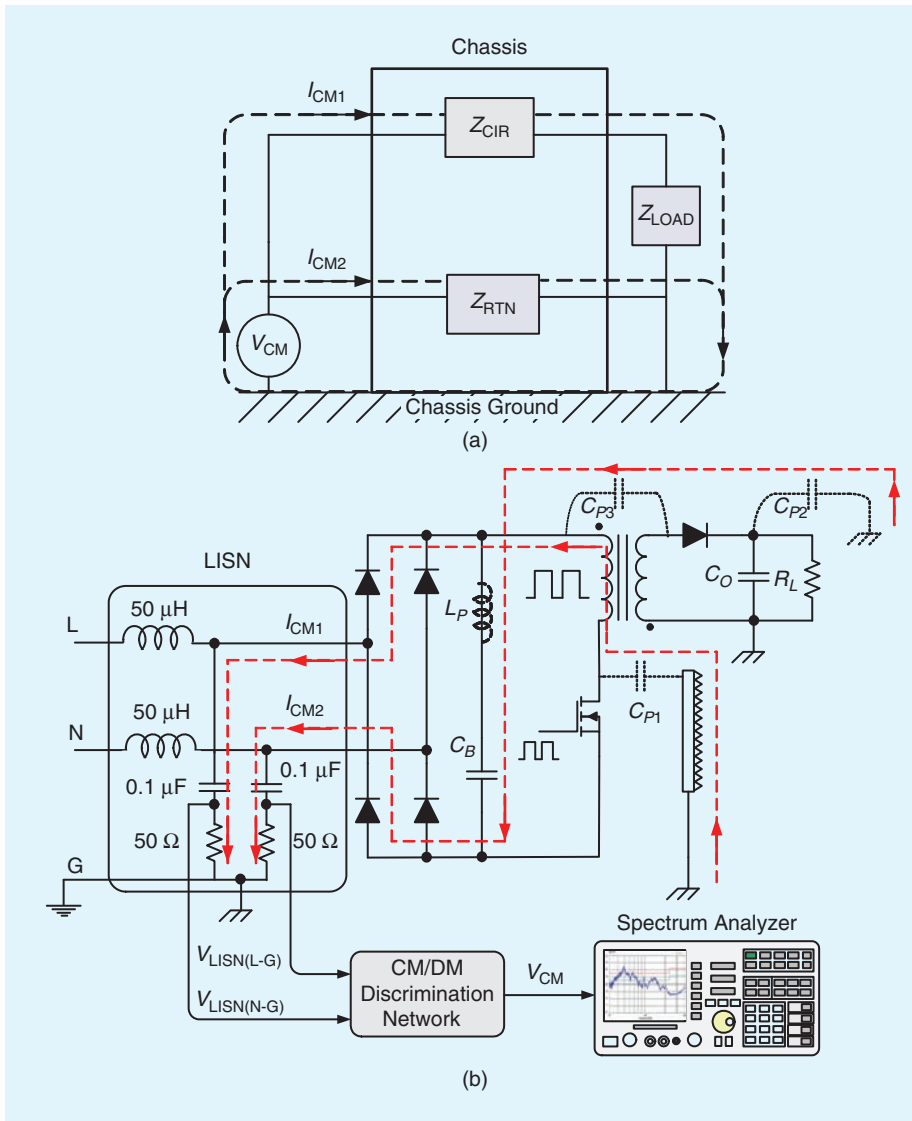 Chassis
I_CM1
Z_CIR
Z_LOAD
I_CM2
Z_RTN
V_CM
Chassis Ground
(a)
C_P3
C_P2
LISN
50 μH
L
I_CM1
L_P
C_O
R_L
50 μH
I_CM2
N
C_P1
C_B
0.1 μF
0.1 μF
50 Ω
50 Ω
G
Spectrum Analyzer
V_LISN(L-G)
V_LISN(N-G)
CM/DM
Discrimination
Network
V_CM
(b)